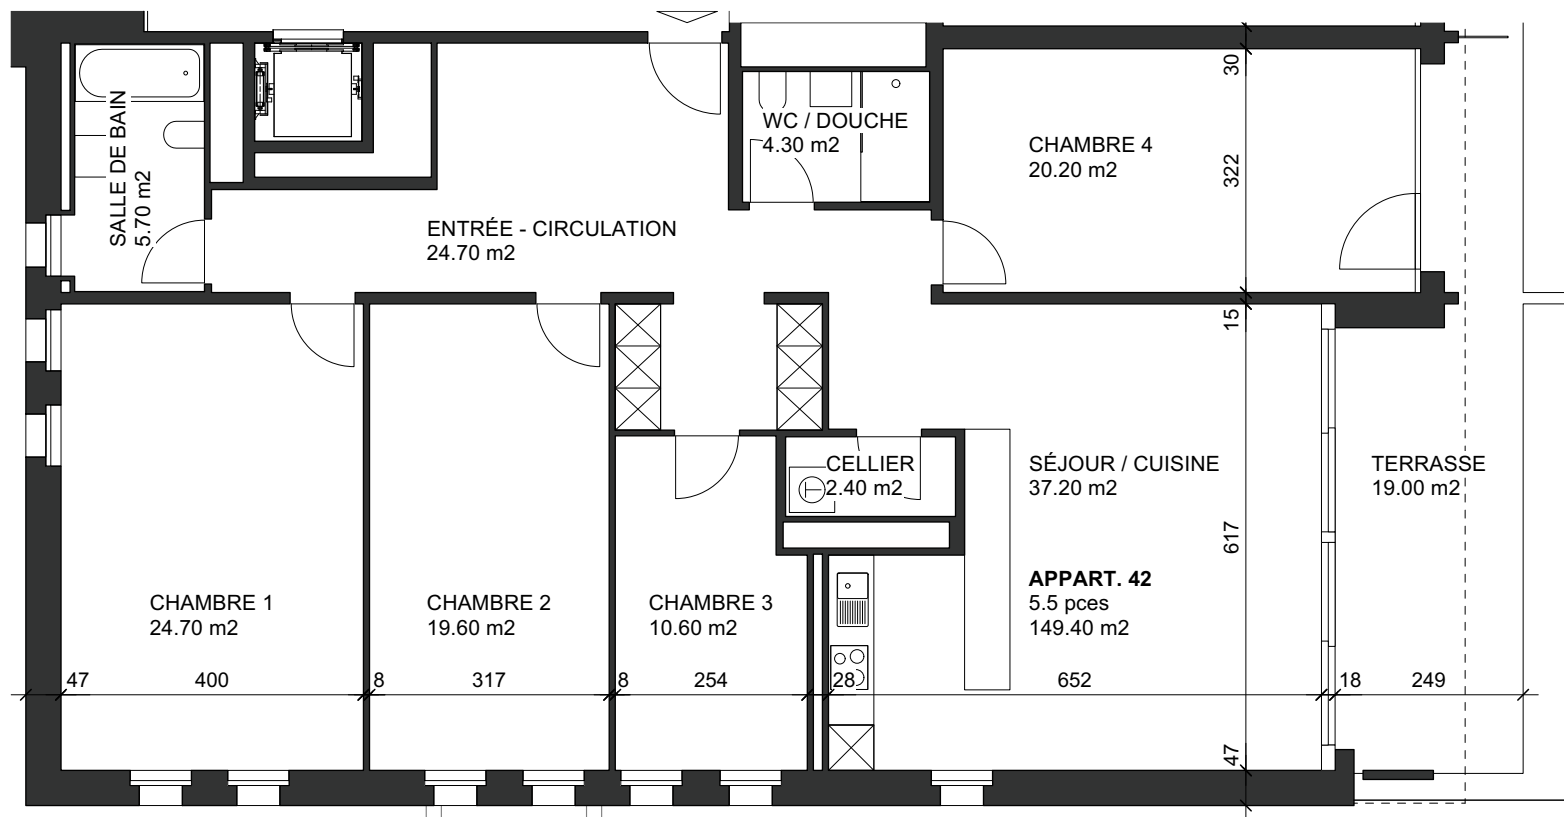 SALLE DE BAIN
5.70 m2
WC / DOUCHE
4.30 m2
CHAMBRE 4
20.20 m2
30
322
ENTRÉE - CIRCULATION
24.70 m2
15
CELLIER
2.40 m2
SÉJOUR / CUISINE
37.20 m2
TERRASSE
19.00 m2
617
APPART. 42
5.5 pces
149.40 m2
CHAMBRE 1
24.70 m2
CHAMBRE 2
19.60 m2
CHAMBRE 3
10.60 m2
47 400 8 317 8 254 28 652 18 249
47